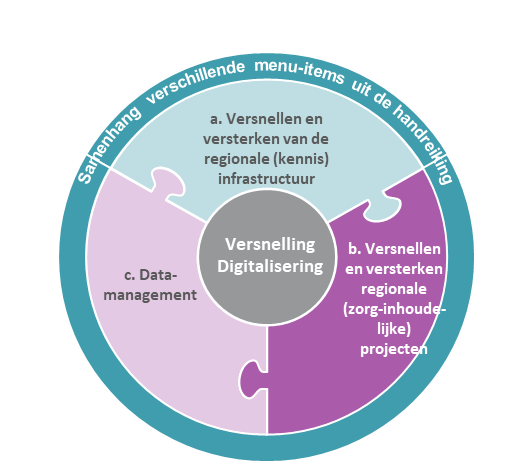 Samenhang verschillende menu-items uit de handreiking
a. Versnellen en
versterken van de
regionale (kennis)
infrastructuur
Versnelling
Digitalisering
b. Versnellen
en versterken
regionale
(zorg-inhoude-
lijke)
projecten
c. Data-
management